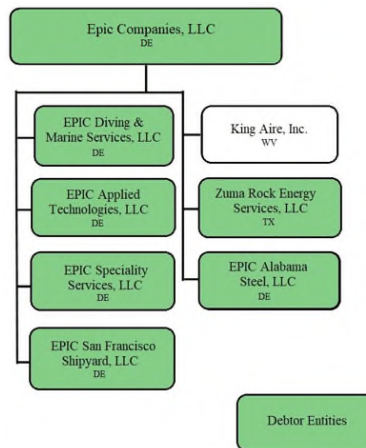 Epic Companies, LLC
DE
EPIC Diving &
Marine Services, LLC
DE
King Aire, Inc.
WV
EPIC Applied
Technologies, LLC
DE
Zuma Rock Energy
Services, LLC
TX
EPIC Speciality
Services, LLC
DE
EPIC Alabama
Steel, LLC
DE
EPIC San Francisco
Shipyard, LLC
DE
Debtor Entities